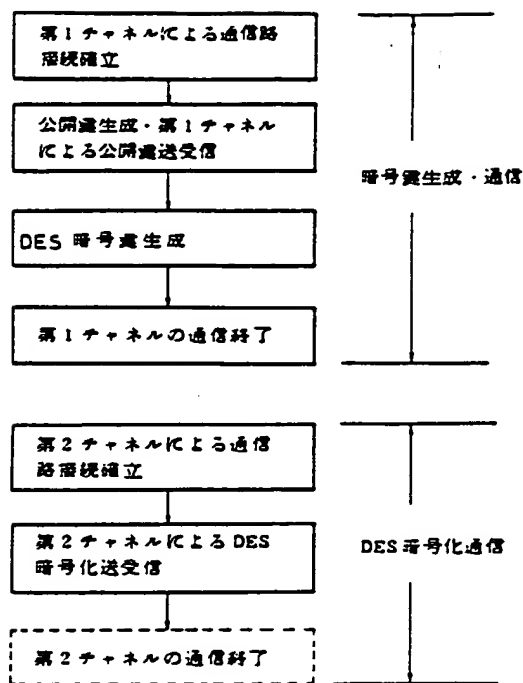 第1チャネルによる通信路
接続確立
公開鍵生成・第1チャネル
による公開鍵送受信
暗号鍵生成・通信
DES 暗号鍵生成
第1チャネルの通信終了
第2チャネルによる通信
路接続確立
第2チャネルによるDES
暗号化送受信
DES暗号化通信
第2チャネルの通信終了